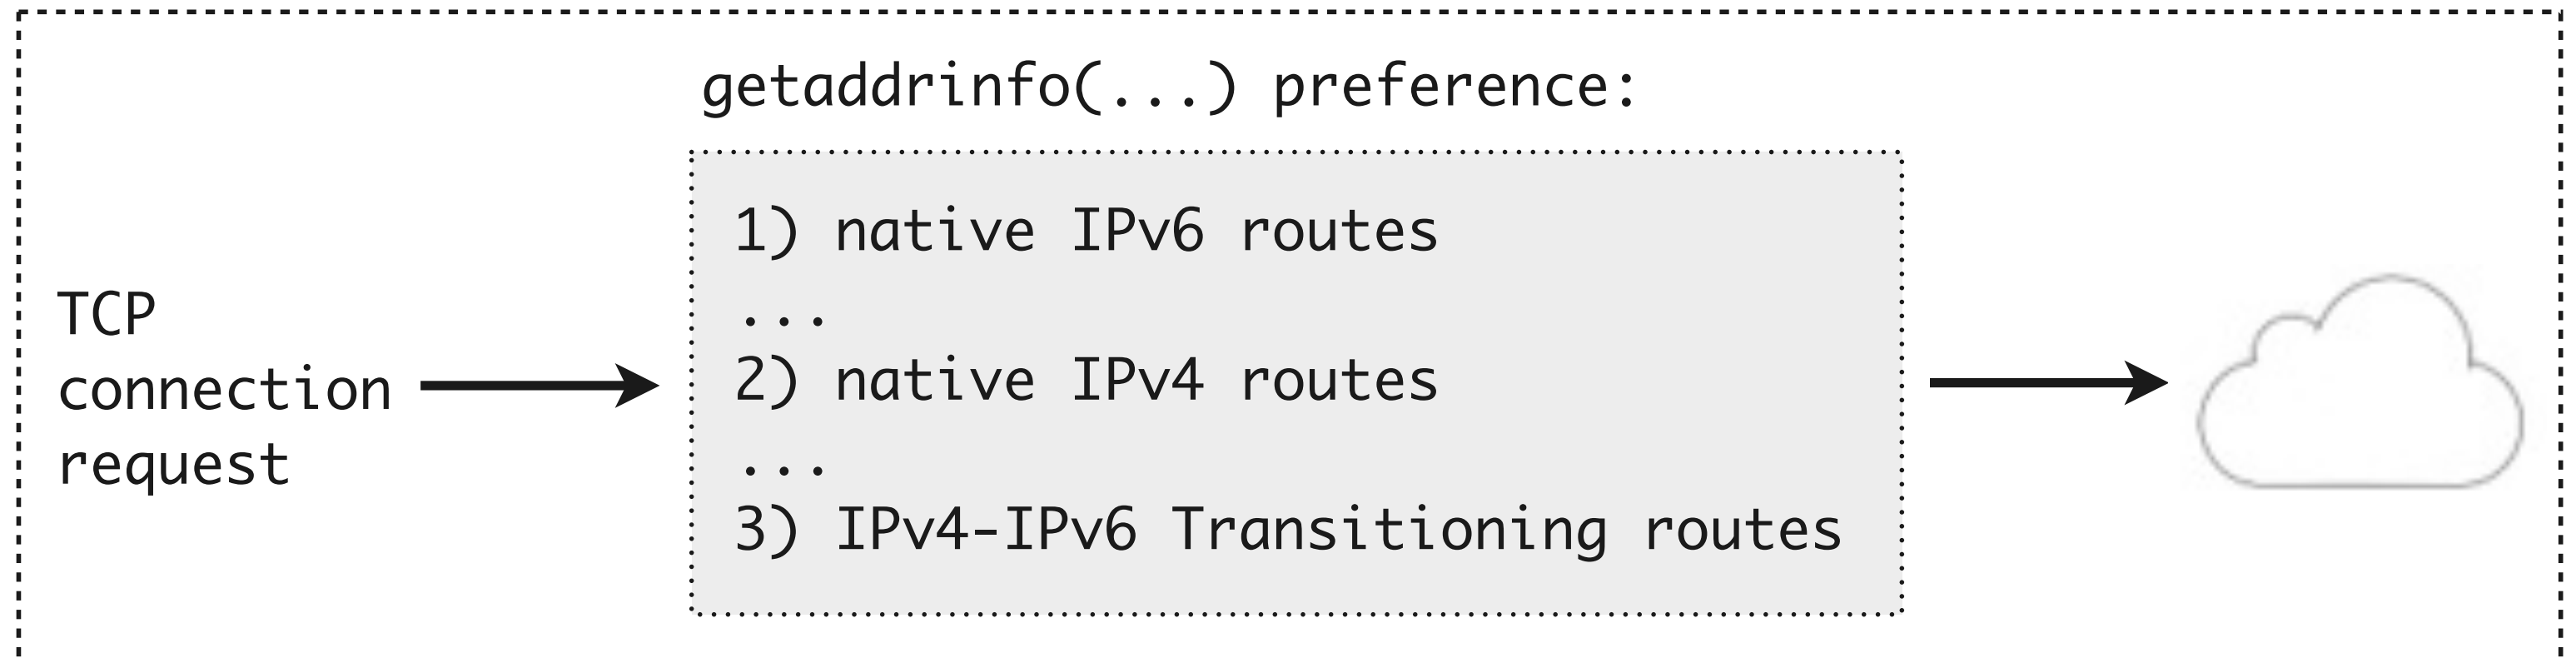 getaddrinfo(...) preference:
TCP
connection
request
1) native IPv6 routes
...
2) native IPv4 routes
...
3) IPv4-IPv6 Transitioning routes